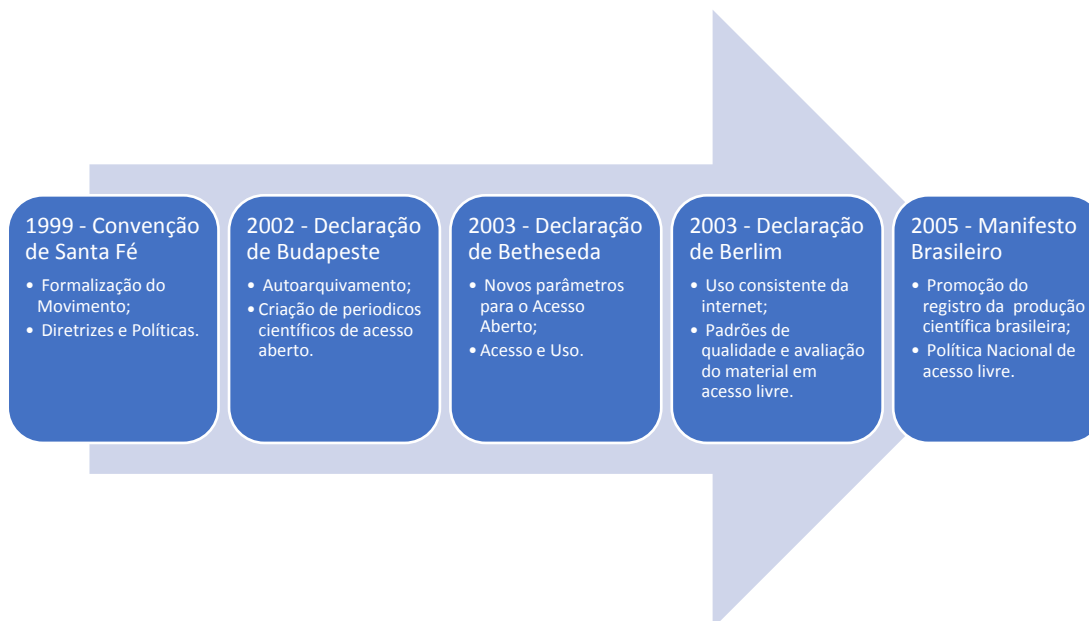 1999 - Convenção
de Santa Fé
• Formalização do
Movimento;
• Diretrizes e Políticas.
2002 - Declaração
de Budapeste
• Autoarquivamento;
• Criação de periodicos
científicos de acesso
aberto.
2003 - Declaração
de Betheseda
• Novos parâmetros
para o Acesso
Aberto;
• Acesso e Uso.
2003 - Declaração
de Berlim
• Uso consistente da
internet;
• Padrões de
qualidade e avaliação
do material em
acesso livre.
2005 - Manifesto
Brasileiro
• Promoção do
registro da produção
científica brasileira;
• Política Nacional de
acesso livre.